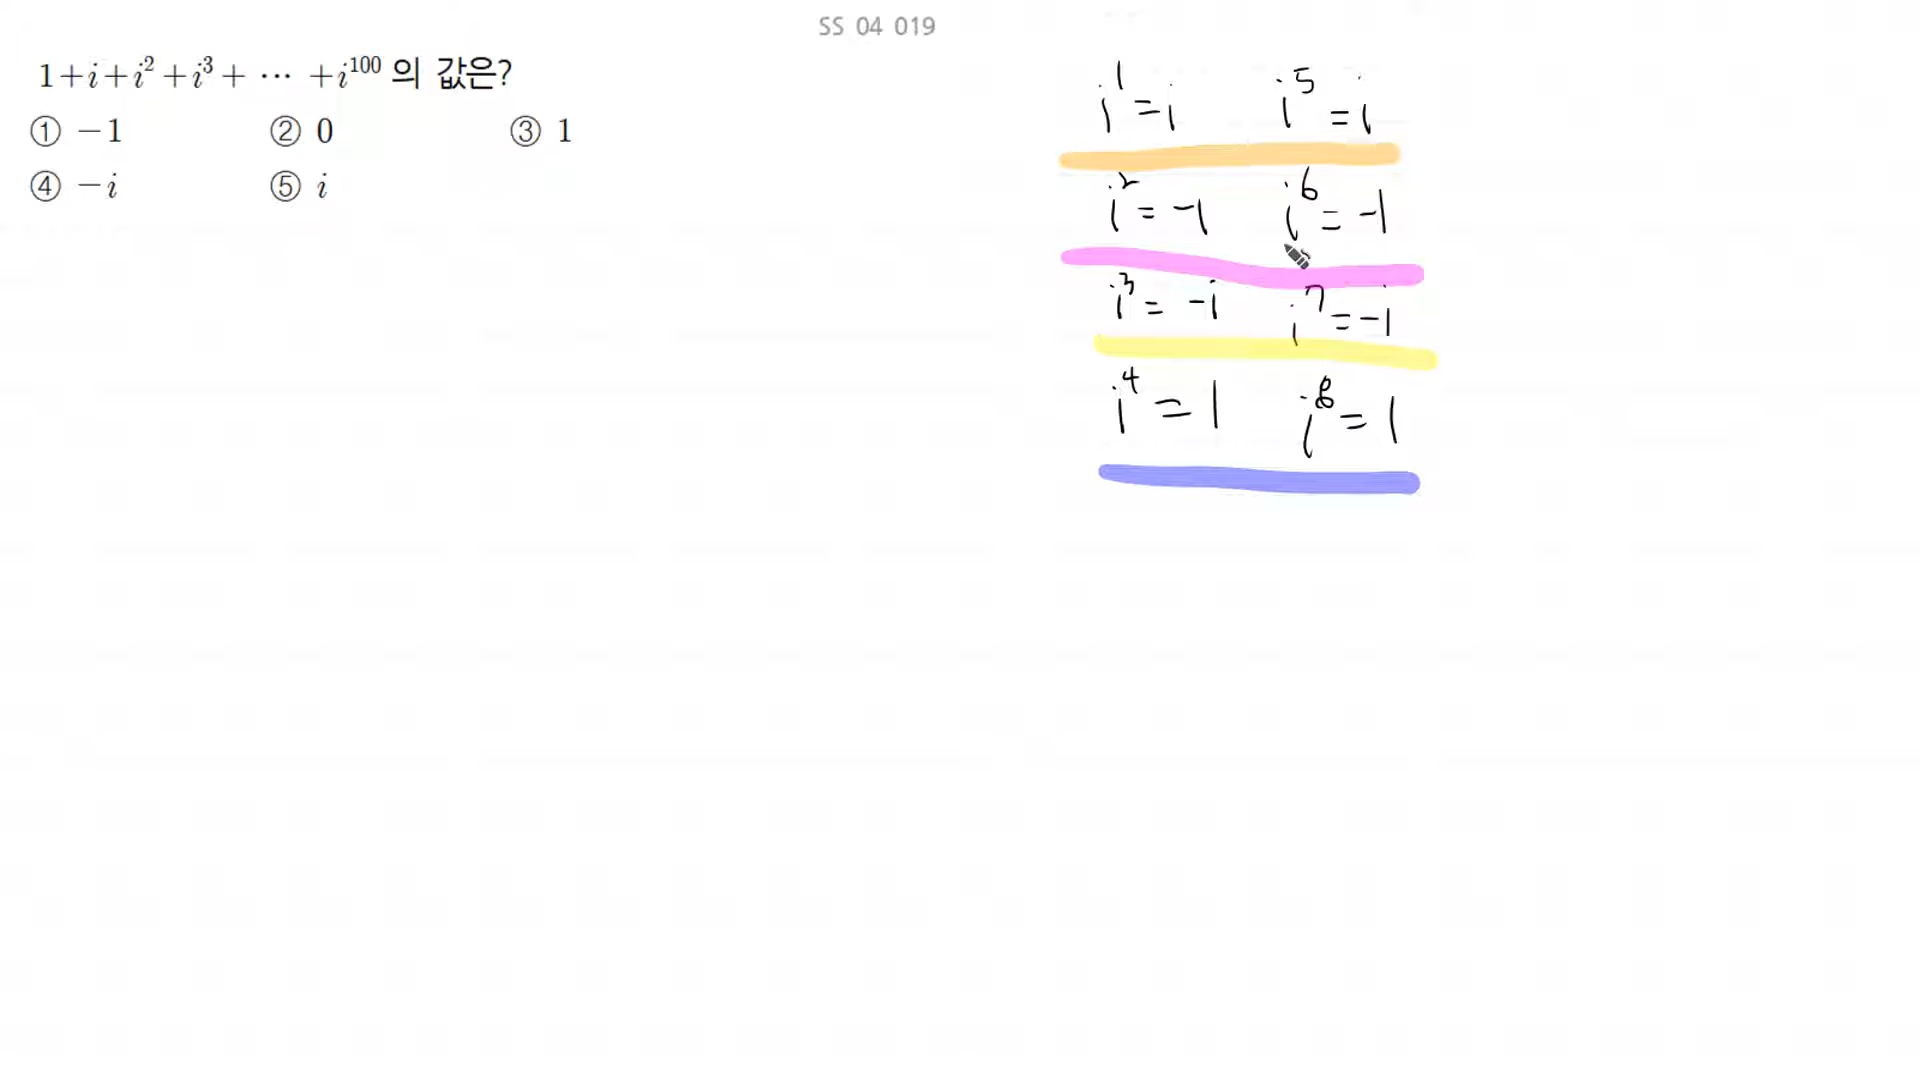 SS 04 019
1+i+i²+i³+ ⋯ +i¹⁰⁰ 의 값은?
① −1 ② 0 ③ 1
④ −i ⑤ i
i¹ = i i⁵ = i
i² = -1 i⁶ = -1
i³ = -i i⁷ = -i
i⁴ = 1 i⁸ = 1